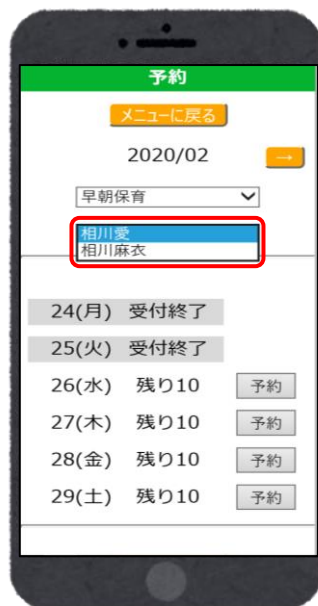 予約
メニューに戻る
2020/02 →
早朝保育
相川愛
相川麻衣
24(月) 受付終了
25(火) 受付終了
26(水) 残り10 予約
27(木) 残り10 予約
28(金) 残り10 予約
29(土) 残り10 予約